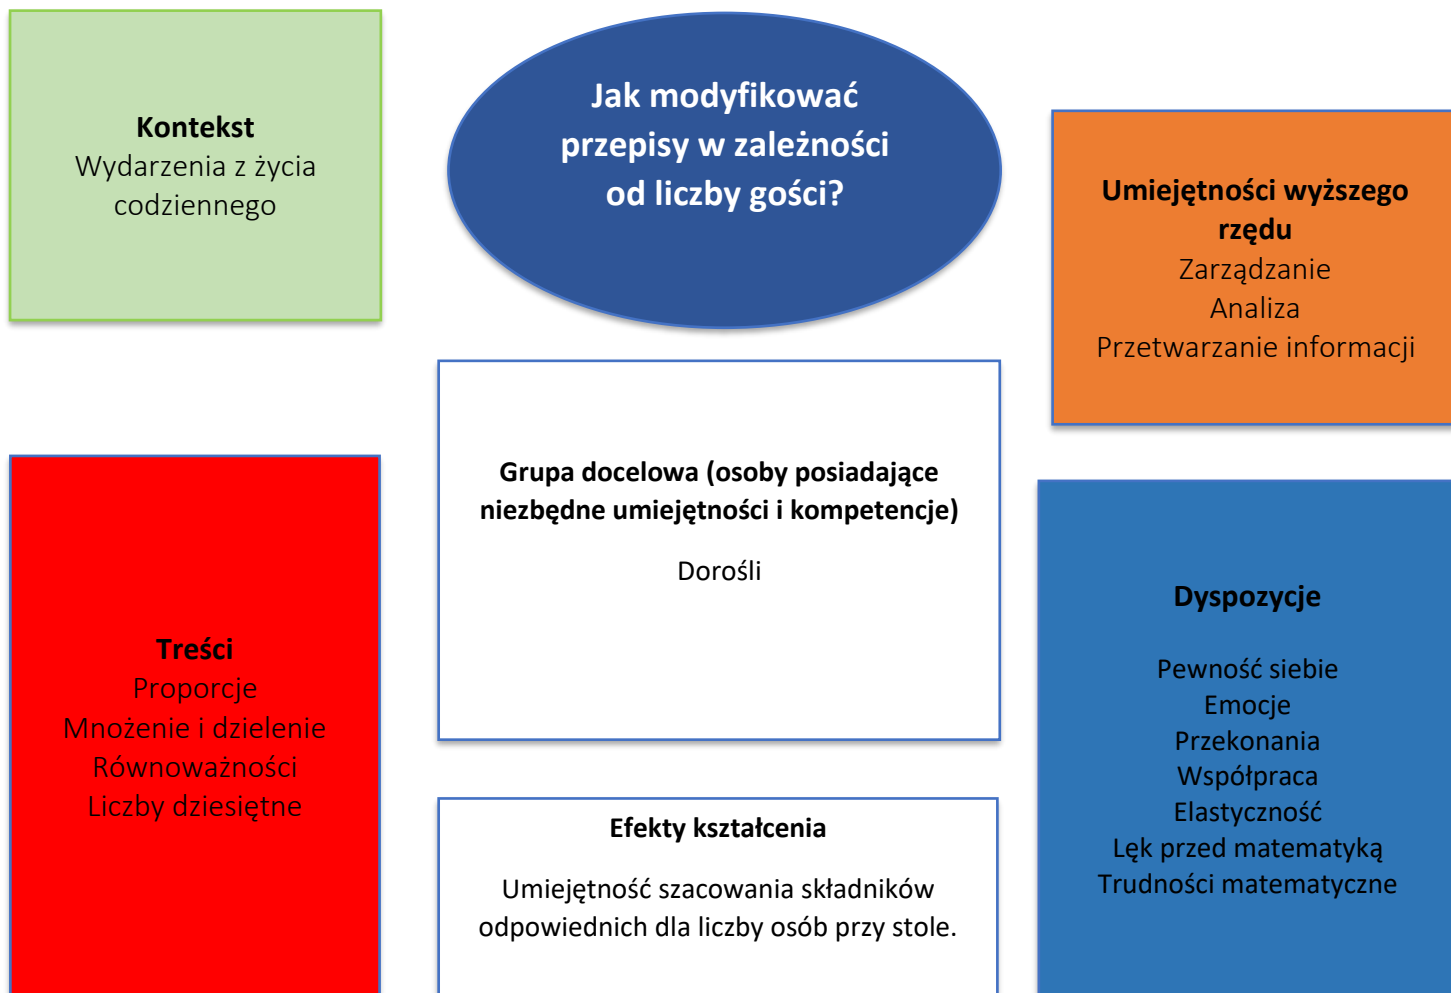 Kontekst
Wydarzenia z życia
codziennego
Jak modyfikować
przepisy w zależności
od liczby gości?
Umiejętności wyższego
rzędu
Zarządzanie
Analiza
Przetwarzanie informacji
Grupa docelowa (osoby posiadające
niezbędne umiejętności i kompetencje)
Dorośli
Treści
Proporcje
Mnożenie i dzielenie
Równoważności
Liczby dziesiętne
Dyspozycje
Pewność siebie
Emocje
Przekonania
Współpraca
Elastyczność
Lęk przed matematyką
Trudności matematyczne
Efekty kształcenia
Umiejętność szacowania składników
odpowiednich dla liczby osób przy stole.